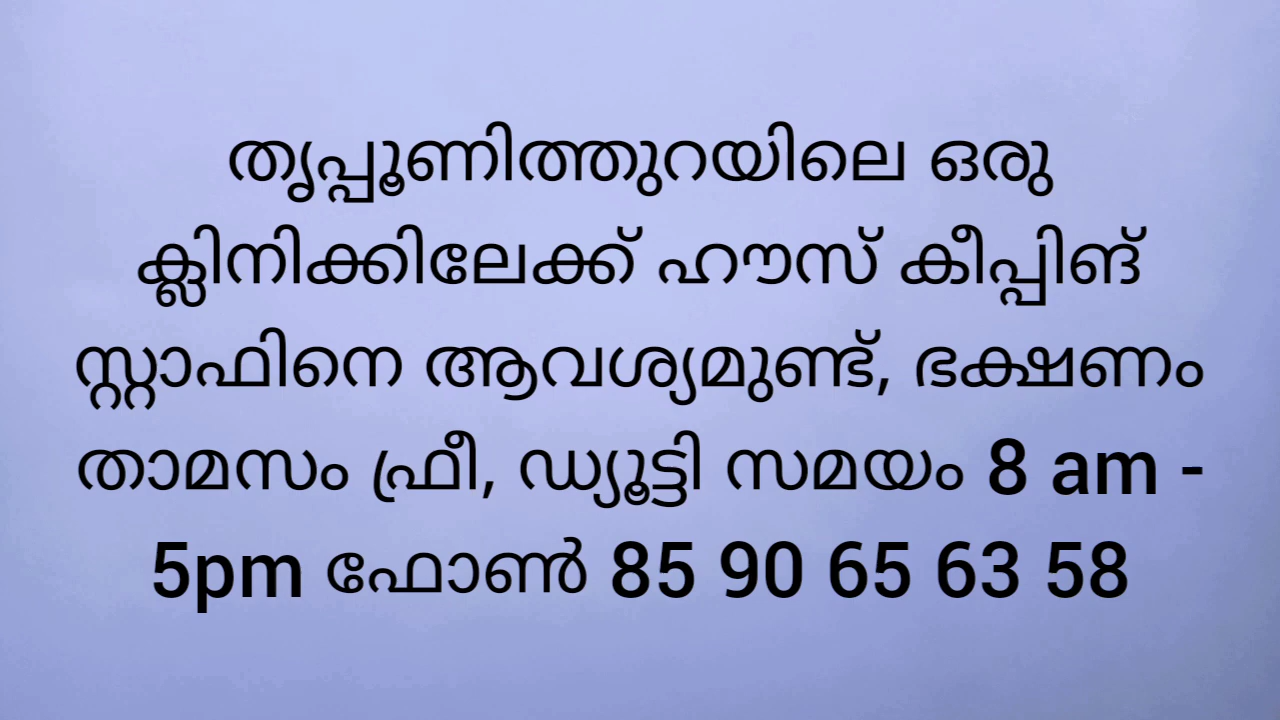 തൃപ്പൂണിത്തുറയിലെ ഒരു
ക്ലിനിക്കിലേക്ക് ഹൗസ് കീപ്പിങ്
സ്റ്റാഫിനെ ആവശ്യമുണ്ട്, ഭക്ഷണം
താമസം ഫ്രീ, ഡ്യൂട്ടി സമയം 8 am -
5pm ഫോൺ 85 90 65 63 58